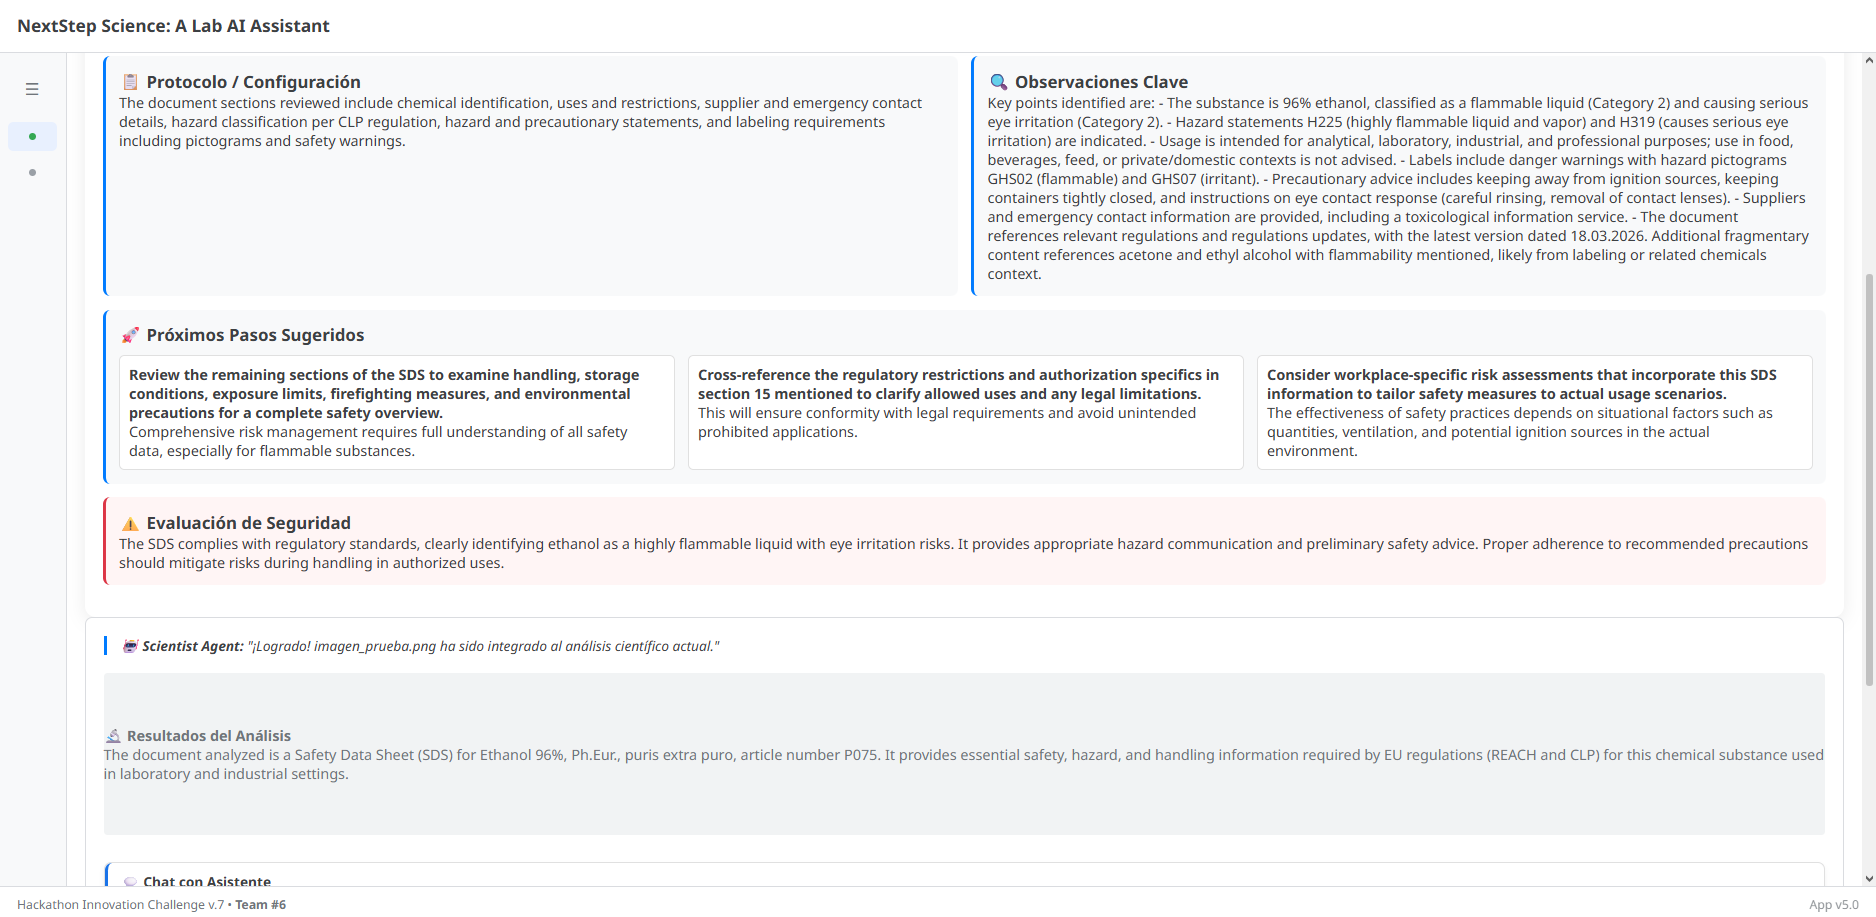 NextStep Science: A Lab AI Assistant
Protocolo / Configuración
The document sections reviewed include chemical identification, uses and restrictions, supplier and emergency contact
details, hazard classification per CLP regulation, hazard and precautionary statements, and labeling requirements
including pictograms and safety warnings.
Observaciones Clave
Key points identified are: - The substance is 96% ethanol, classified as a flammable liquid (Category 2) and causing serious
eye irritation (Category 2). - Hazard statements H225 (highly flammable liquid and vapor) and H319 (causes serious eye
irritation) are indicated. - Usage is intended for analytical, laboratory, industrial, and professional purposes; use in food,
beverages, feed, or private/domestic contexts is not advised. - Labels include danger warnings with hazard pictograms
GHS02 (flammable) and GHS07 (irritant). - Precautionary advice includes keeping away from ignition sources, keeping
containers tightly closed, and instructions on eye contact response (careful rinsing, removal of contact lenses). - Suppliers
and emergency contact information are provided, including a toxicological information service. - The document
references relevant regulations and regulations updates, with the latest version dated 18.03.2026. Additional fragmentary
content references acetone and ethyl alcohol with flammability mentioned, likely from labeling or related chemicals
context.
Próximos Pasos Sugeridos
Review the remaining sections of the SDS to examine handling, storage
conditions, exposure limits, firefighting measures, and environmental
precautions for a complete safety overview.
Comprehensive risk management requires full understanding of all safety
data, especially for flammable substances.
Cross-reference the regulatory restrictions and authorization specifics in
section 15 mentioned to clarify allowed uses and any legal limitations.
This will ensure conformity with legal requirements and avoid unintended
prohibited applications.
Consider workplace-specific risk assessments that incorporate this SDS
information to tailor safety measures to actual usage scenarios.
The effectiveness of safety practices depends on situational factors such as
quantities, ventilation, and potential ignition sources in the actual
environment.
Evaluación de Seguridad
The SDS complies with regulatory standards, clearly identifying ethanol as a highly flammable liquid with eye irritation risks. It provides appropriate hazard communication and preliminary safety advice. Proper adherence to recommended precautions
should mitigate risks during handling in authorized uses.
Scientist Agent: "¡Logrado! imagen_prueba.png ha sido integrado al análisis científico actual."
Resultados del Análisis
The document analyzed is a Safety Data Sheet (SDS) for Ethanol 96%, Ph.Eur., puris extra puro, article number P075. It provides essential safety, hazard, and handling information required by EU regulations (REACH and CLP) for this chemical substance used
in laboratory and industrial settings.
Chat con Asistente
Hackathon Innovation Challenge v.7 • Team #6
App v5.0